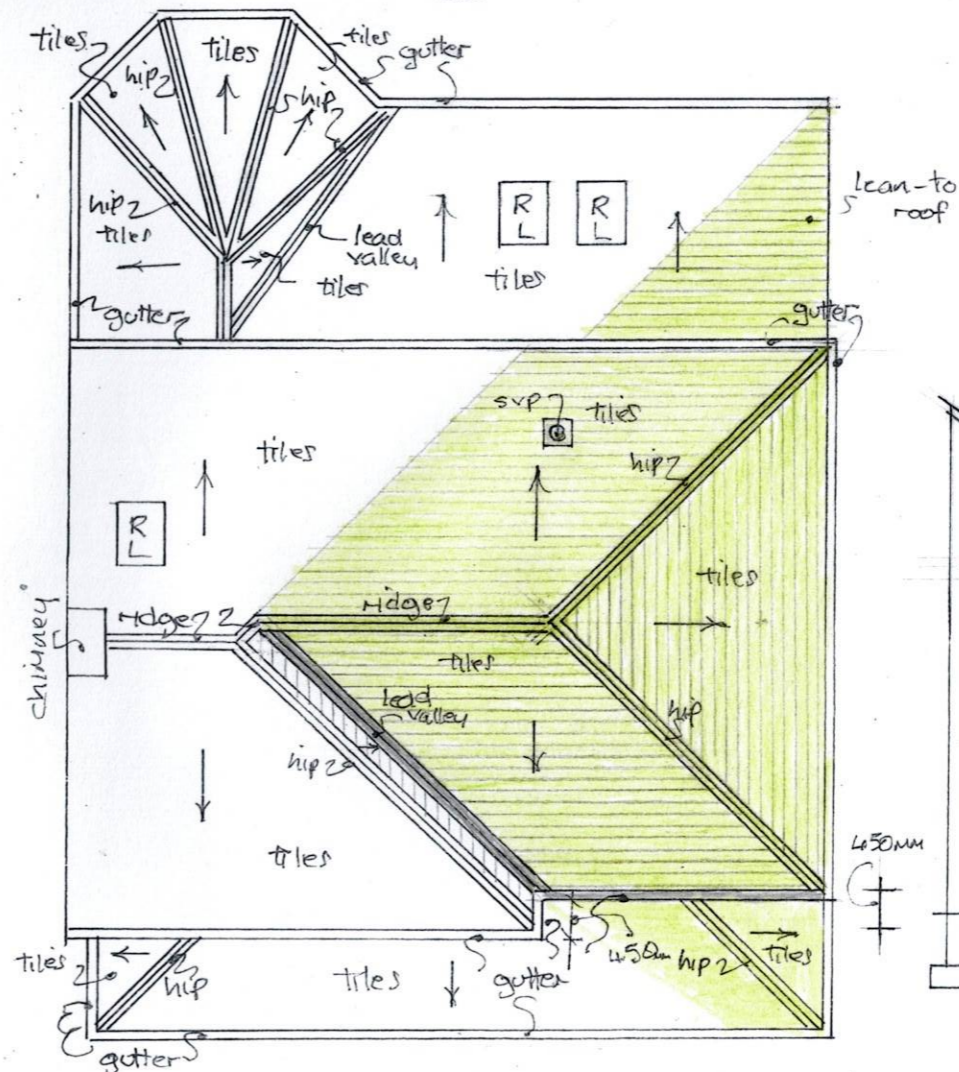 tiles
tiles
tiles
gutter
hip
hip
hip
tiles
lead
valley
tiles
tiles
R
L
R
L
lean-to
roof
gutter
gutter
svp
tiles
tiles
hip
R
L
tiles
ridge
ridge
chimney
tiles
lead
valley
hip
hip
tiles
450mm
tiles
tiles
hip
tiles
gutter
450mm
hip
tiles
gutter